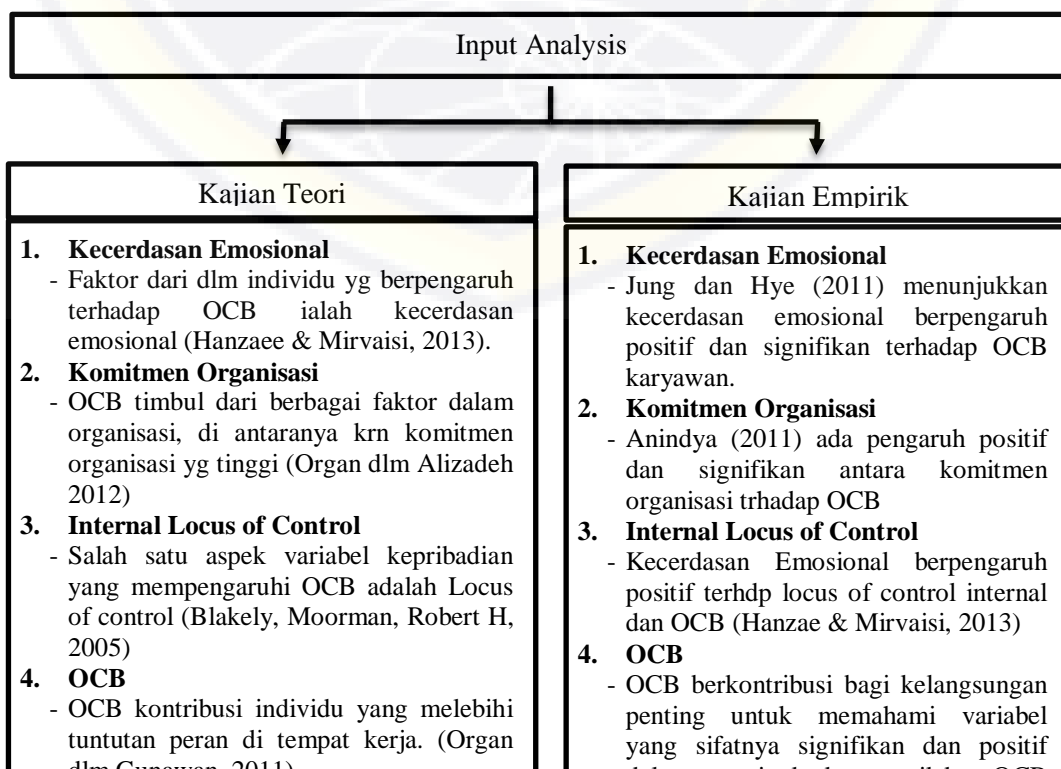 Input Analysis
Kajian Teori
1. Kecerdasan Emosional
- Faktor dari dlm individu yg berpengaruh
terhadap OCB ialah kecerdasan
emosional (Hanzaee & Mirvaisi, 2013).
2. Komitmen Organisasi
- OCB timbul dari berbagai faktor dalam
organisasi, di antaranya krn komitmen
organisasi yg tinggi (Organ dlm Alizadeh
2012)
3. Internal Locus of Control
- Salah satu aspek variabel kepribadian
yang mempengaruhi OCB adalah Locus
of control (Blakely, Moorman, Robert H,
2005)
4. OCB
- OCB kontribusi individu yang melebihi
tuntutan peran di tempat kerja. (Organ
dlm Gunawan, 2011)
Kajian Empirik
1. Kecerdasan Emosional
- Jung dan Hye (2011) menunjukkan
kecerdasan emosional berpengaruh
positif dan signifikan terhadap OCB
karyawan.
2. Komitmen Organisasi
- Anindya (2011) ada pengaruh positif
dan signifikan antara komitmen
organisasi trhadap OCB
3. Internal Locus of Control
- Kecerdasan Emosional berpengaruh
positif terhdp locus of control internal
dan OCB (Hanzae & Mirvaisi, 2013)
4. OCB
- OCB berkontribusi bagi kelangsungan
penting untuk memahami variabel
yang sifatnya signifikan dan positif
OCB